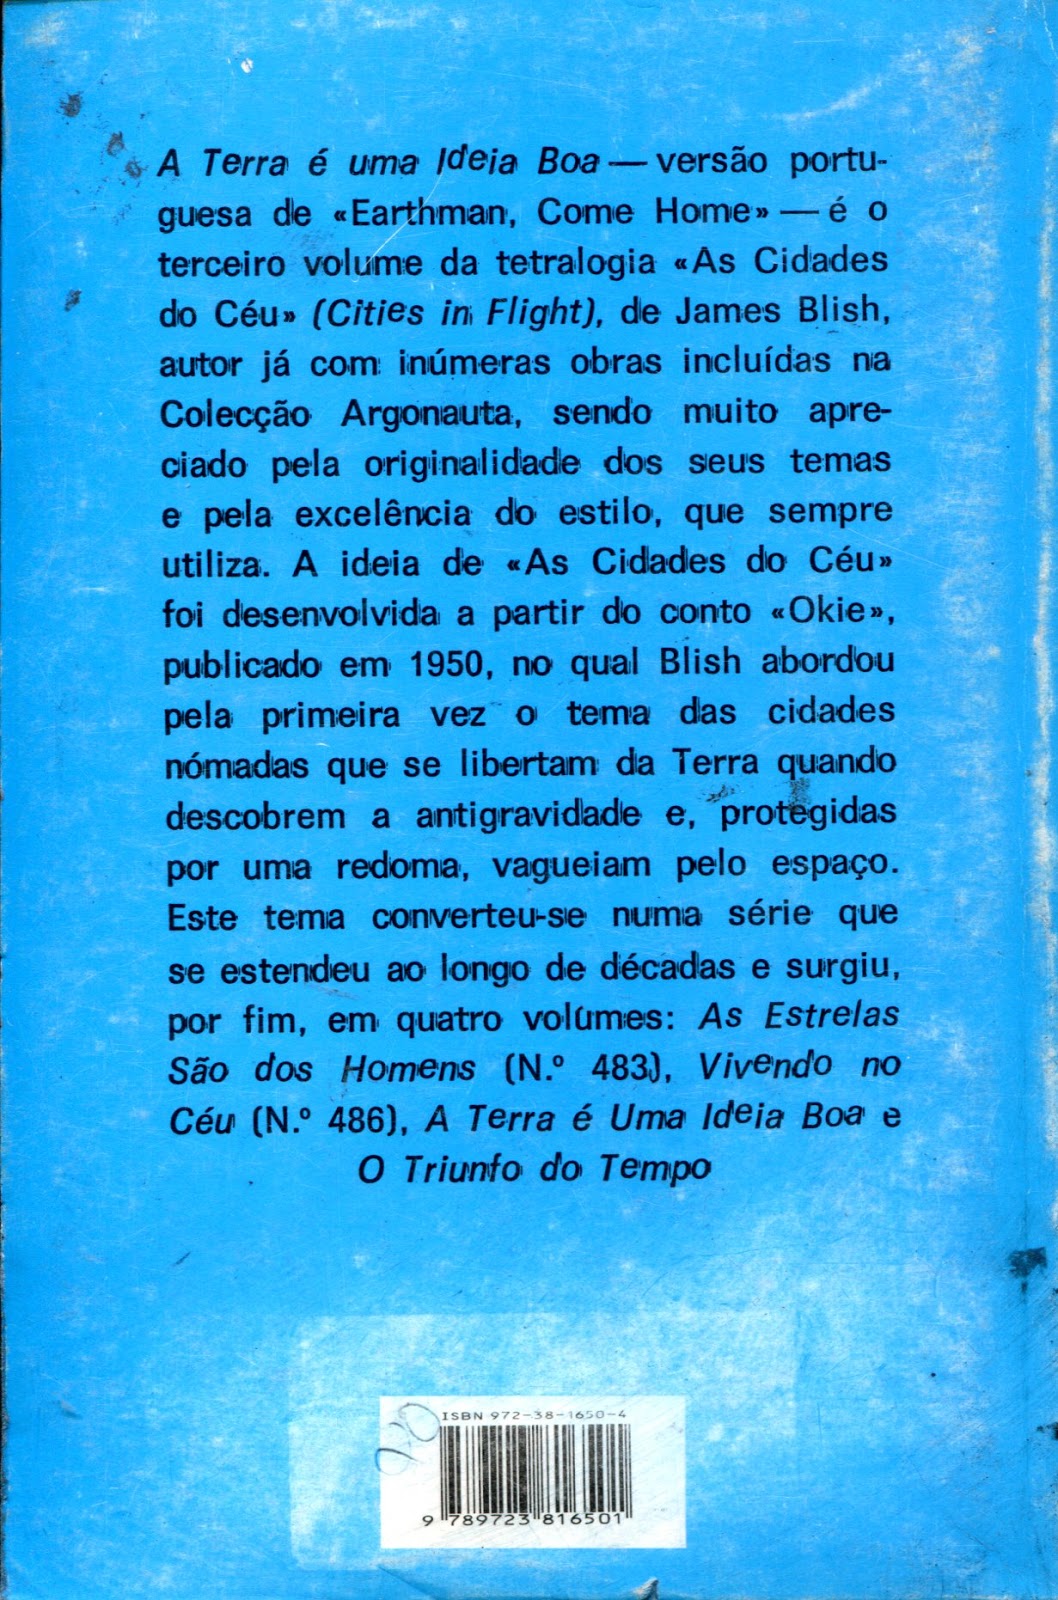 A Terra é uma Ideia Boa — versão portu-
guesa de «Earthman, Come Home» — é o
terceiro volume da tetralogia «As Cidades
do Céu» (Cities in Flight), de James Blish,
autor já com inúmeras obras incluídas na
Colecção Argonauta, sendo muito apre-
ciado pela originalidade dos seus temas
e pela excelência do estilo, que sempre
utiliza. A ideia de «As Cidades do Céu»
foi desenvolvida a partir do conto «Okie»,
publicado em 1950, no qual Blish abordou
pela primeira vez o tema das cidades
nómadas que se libertam da Terra quando
descobrem a antigravidade e, protegidas
por uma redoma, vagueiam pelo espaço.
Este tema converteu-se numa série que
se estendeu ao longo de décadas e surgiu,
por fim, em quatro volumes: As Estrelas
São dos Homens (N.º 483), Vivendo no
Céu (N.º 486), A Terra é Uma Ideia Boa e
O Triunfo do Tempo
ISBN 972-38-1650-4
9 789723 816501